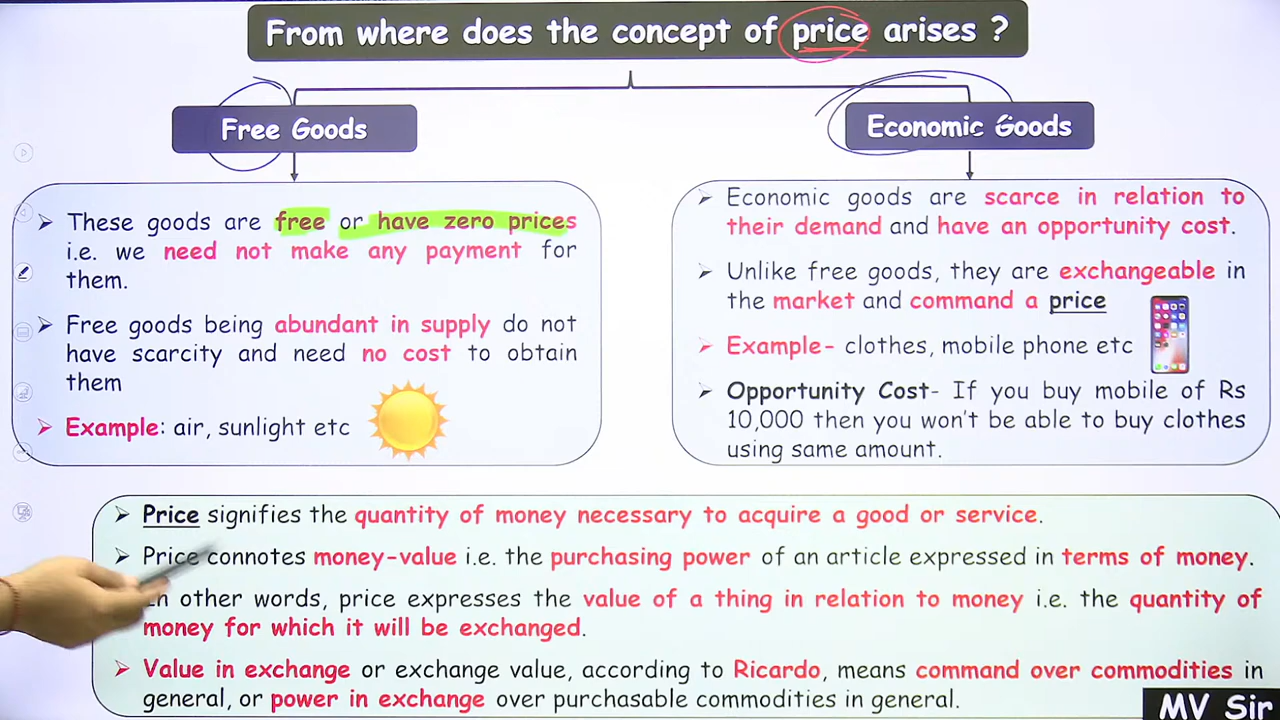 From where does the concept of price arises ?
Free Goods
Economic Goods
➢ These goods are free or have zero prices
i.e. we need not make any payment for
them.
➢ Free goods being abundant in supply do not
have scarcity and need no cost to obtain
them
➢ Example: air, sunlight etc
➢ Economic goods are scarce in relation to
their demand and have an opportunity cost.
➢ Unlike free goods, they are exchangeable in
the market and command a price
➢ Example- clothes, mobile phone etc
➢ Opportunity Cost- If you buy mobile of Rs
10,000 then you won't be able to buy clothes
using same amount.
➢ Price signifies the quantity of money necessary to acquire a good or service.
➢ Price connotes money-value i.e. the purchasing power of an article expressed in terms of money.
In other words, price expresses the value of a thing in relation to money i.e. the quantity of
money for which it will be exchanged.
➢ Value in exchange or exchange value, according to Ricardo, means command over commodities in
general, or power in exchange over purchasable commodities in general.
MV Sir